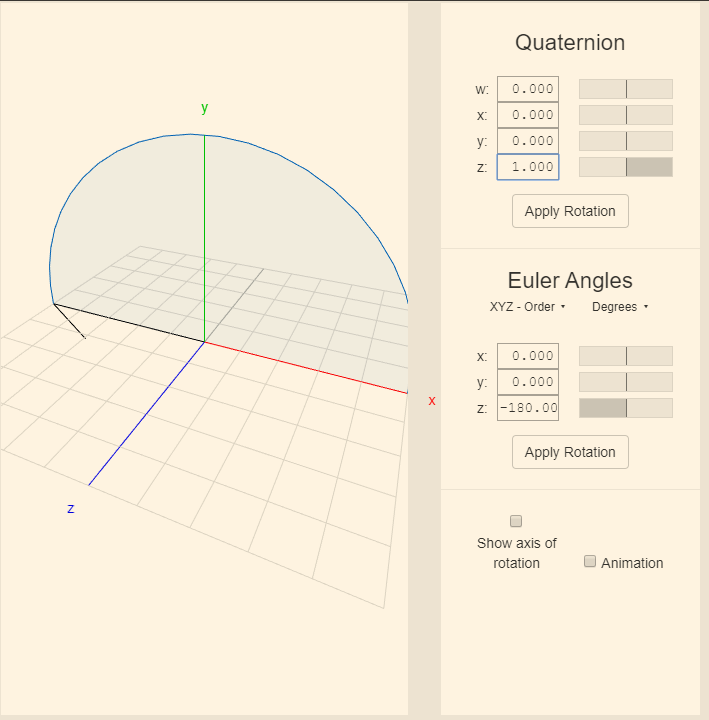 y
x
z
Quaternion
w: 0.000
x: 0.000
y: 0.000
z: 1.000
Apply Rotation
Euler Angles
XYZ - Order
Degrees
x: 0.000
y: 0.000
z: -180.00
Apply Rotation
Show axis of
rotation
Animation